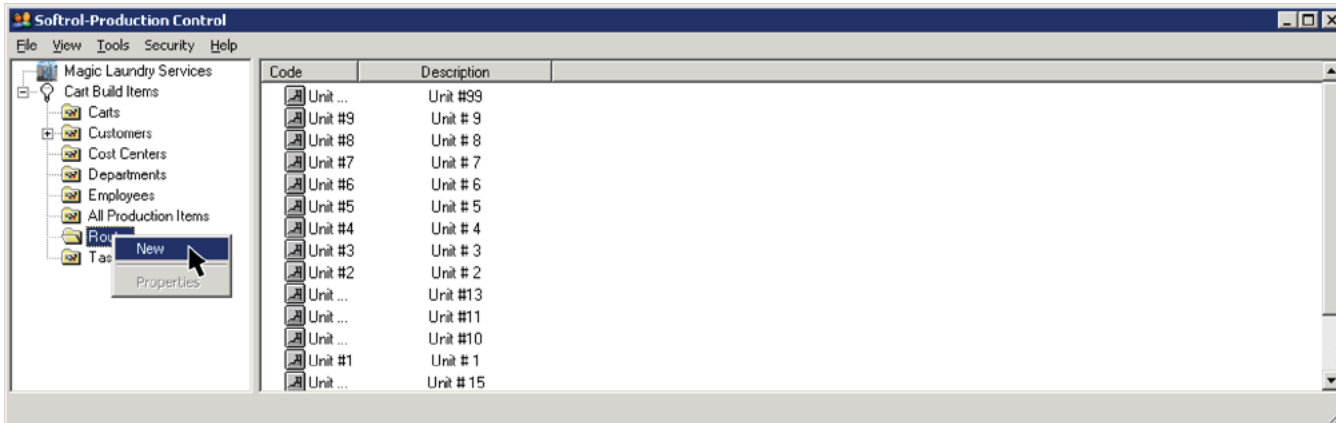 Softrol-Production Control
File View Tools Security Help
Magic Laundry Services
Cart Build Items
Carts
Customers
Cost Centers
Departments
Employees
All Production Items
Rou
Tas
New
Properties
Code Description
Unit ... Unit #99
Unit #9 Unit # 9
Unit #8 Unit # 8
Unit #7 Unit # 7
Unit #6 Unit # 6
Unit #5 Unit # 5
Unit #4 Unit # 4
Unit #3 Unit # 3
Unit #2 Unit # 2
Unit ... Unit #13
Unit ... Unit #11
Unit ... Unit #10
Unit #1 Unit # 1
Unit ... Unit # 15